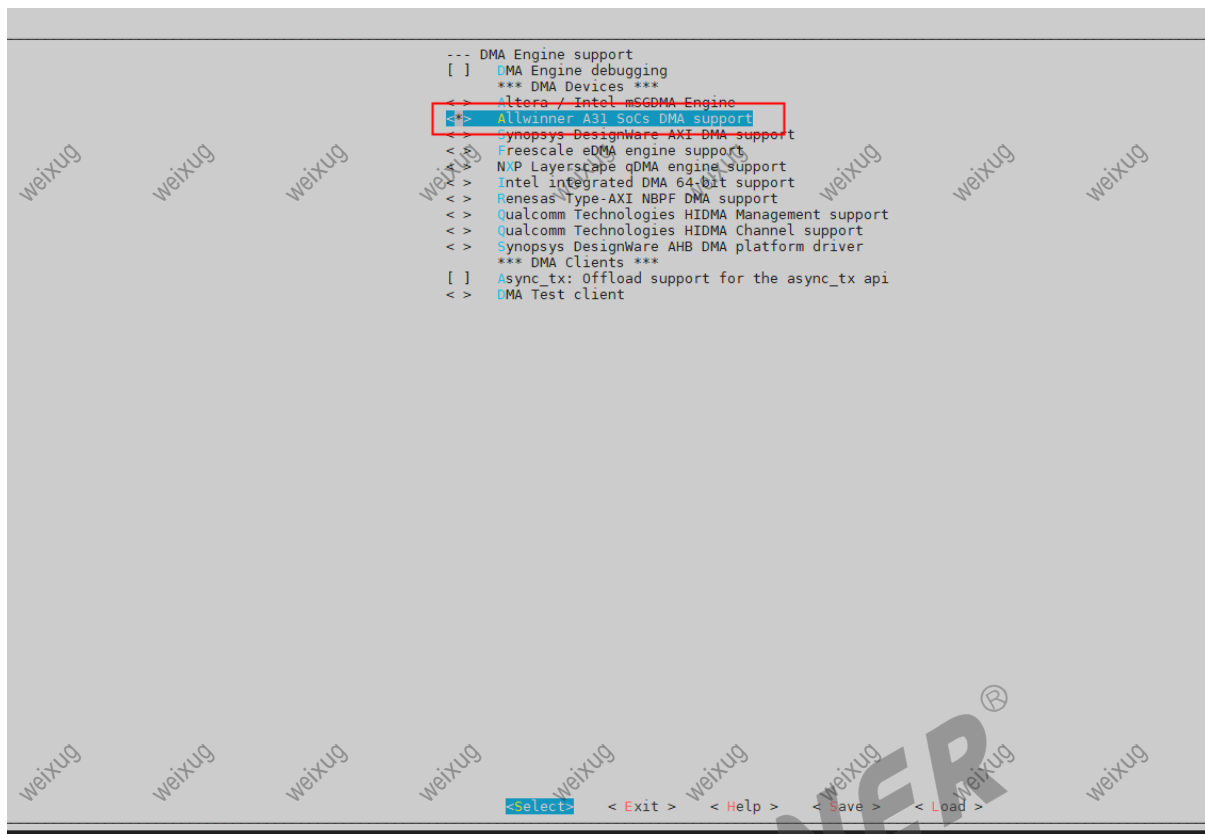 --- DMA Engine support
[ ] DMA Engine debugging
*** DMA Devices ***
< > Altera / Intel mSGDMA Engine
<*> Allwinner A31 SoCs DMA support
< > Synopsys DesignWare AXI DMA support
< > Freescale eDMA engine support
< > NXP Layerscape qDMA engine support
< > Intel integrated DMA 64-bit support
< > Renesas Type-AXI NBPF DMA support
< > Qualcomm Technologies HIDMA Management support
< > Qualcomm Technologies HIDMA Channel support
< > Synopsys DesignWare AHB DMA platform driver
*** DMA Clients ***
[ ] Async_tx: Offload support for the async_tx api
< > DMA Test client
weixug weixug weixug weixug weixug weixug weixug weixug weixug
NER®
weixug weixug weixug weixug weixug weixug weixug weixug weixug
<Select> < Exit > < Help > < Save > < Load >